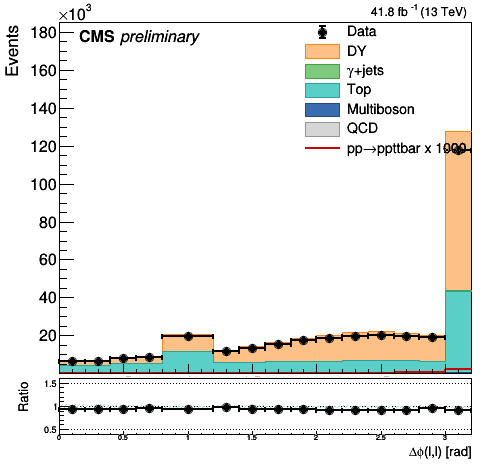 ×10³
41.8 fb⁻¹ (13 TeV)
Events
CMS preliminary
Data
DY
γ+jets
Top
Multiboson
QCD
pp→ppttbar x 1000
180
160
140
120
100
80
60
40
20
Ratio
1.5
1
0.5
0 0.5 1 1.5 2 2.5 3
Δϕ(l,l) [rad]